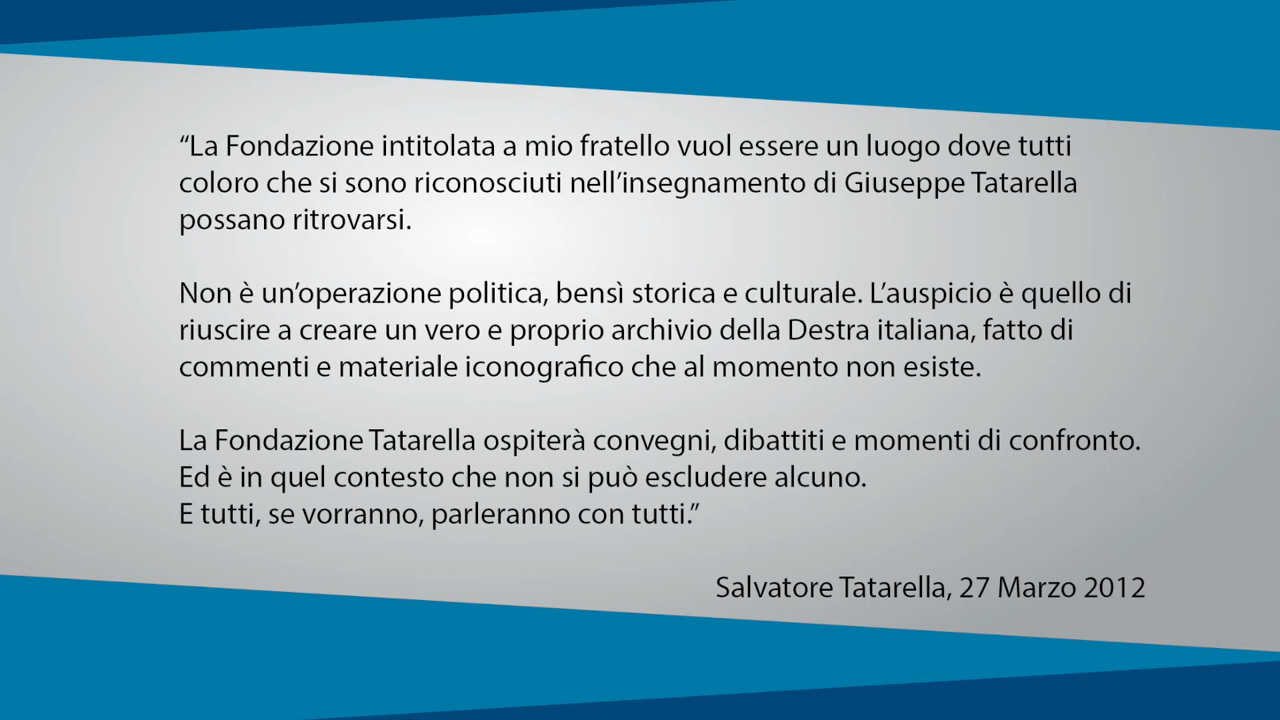 “La Fondazione intitolata a mio fratello vuol essere un luogo dove tutti
coloro che si sono riconosciuti nell’insegnamento di Giuseppe Tatarella
possano ritrovarsi.
Non è un’operazione politica, bensì storica e culturale. L’auspicio è quello di
riuscire a creare un vero e proprio archivio della Destra italiana, fatto di
commenti e materiale iconografico che al momento non esiste.
La Fondazione Tatarella ospiterà convegni, dibattiti e momenti di confronto.
Ed è in quel contesto che non si può escludere alcuno.
E tutti, se vorranno, parleranno con tutti.”
Salvatore Tatarella, 27 Marzo 2012